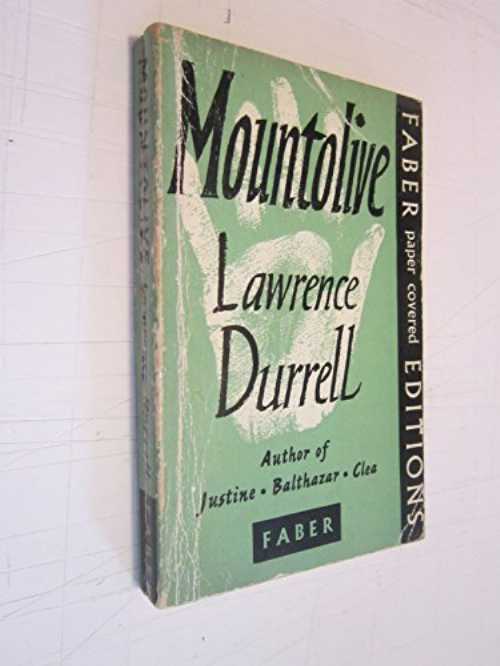 Mountolive
Lawrence
Durrell
Author of
Justine • Balthazar • Clea
FABER
FABER paper covered EDITIONS
MOUNTOLIVE